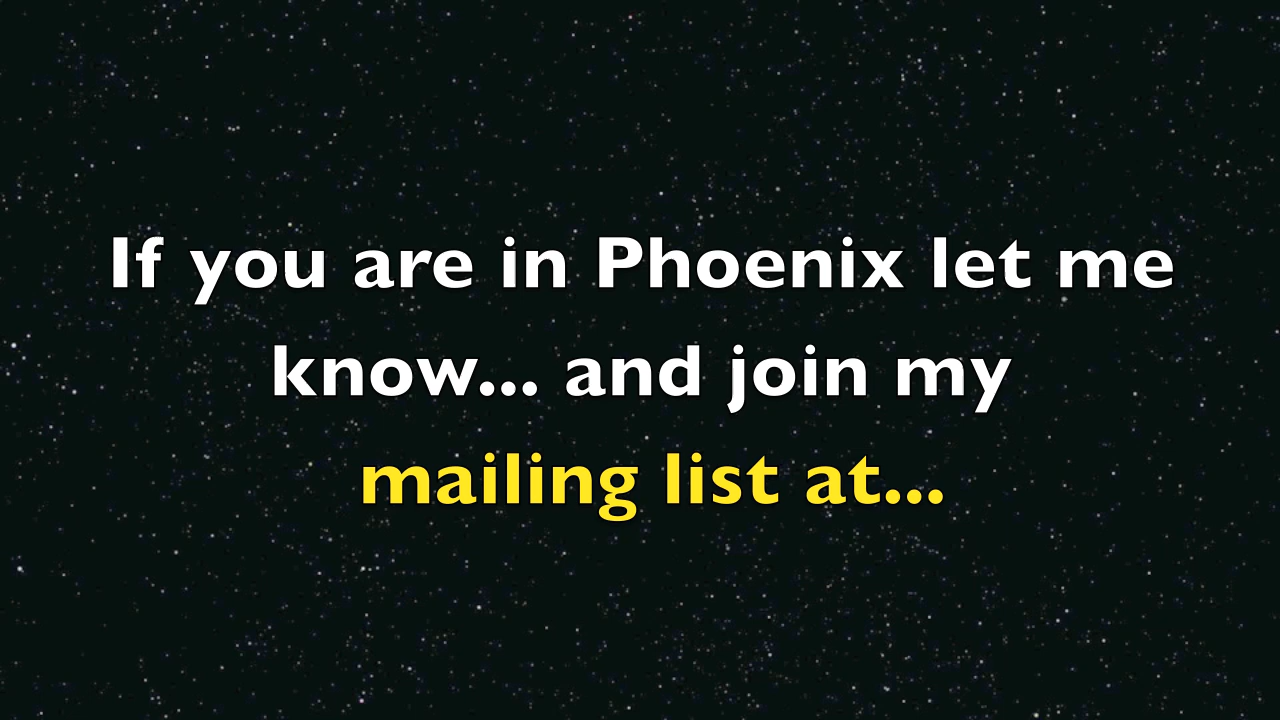 If you are in Phoenix let me
know... and join my
mailing list at...